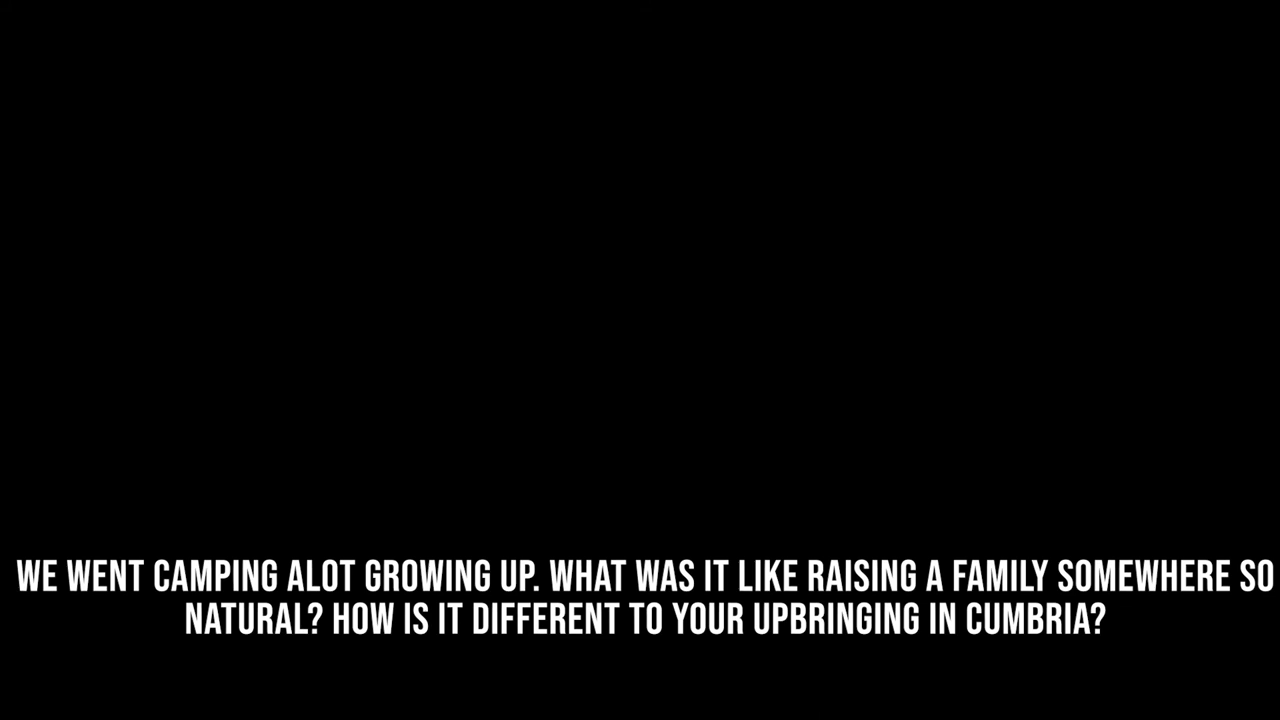 WE WENT CAMPING ALOT GROWING UP. WHAT WAS IT LIKE RAISING A FAMILY SOMEWHERE SO
NATURAL? HOW IS IT DIFFERENT TO YOUR UPBRINGING IN CUMBRIA?